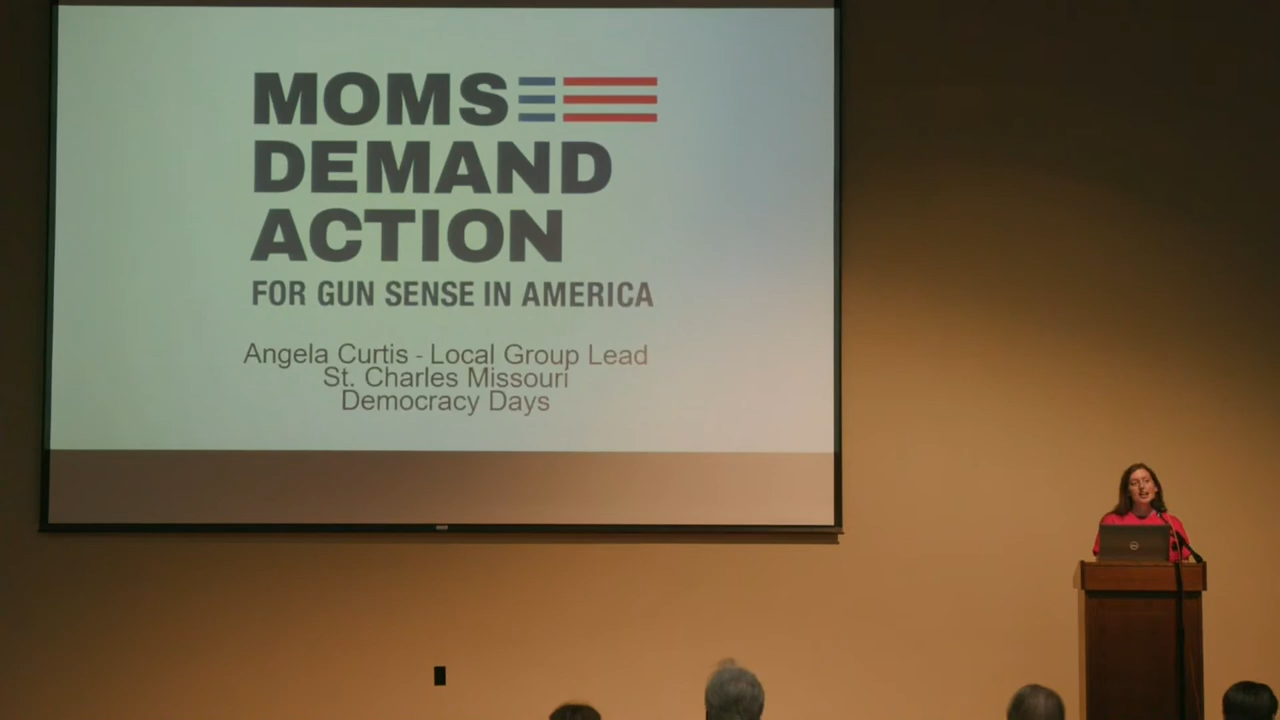 MOMS
DEMAND
ACTION
FOR GUN SENSE IN AMERICA
Angela Curtis - Local Group Lead
St. Charles Missouri
Democracy Days